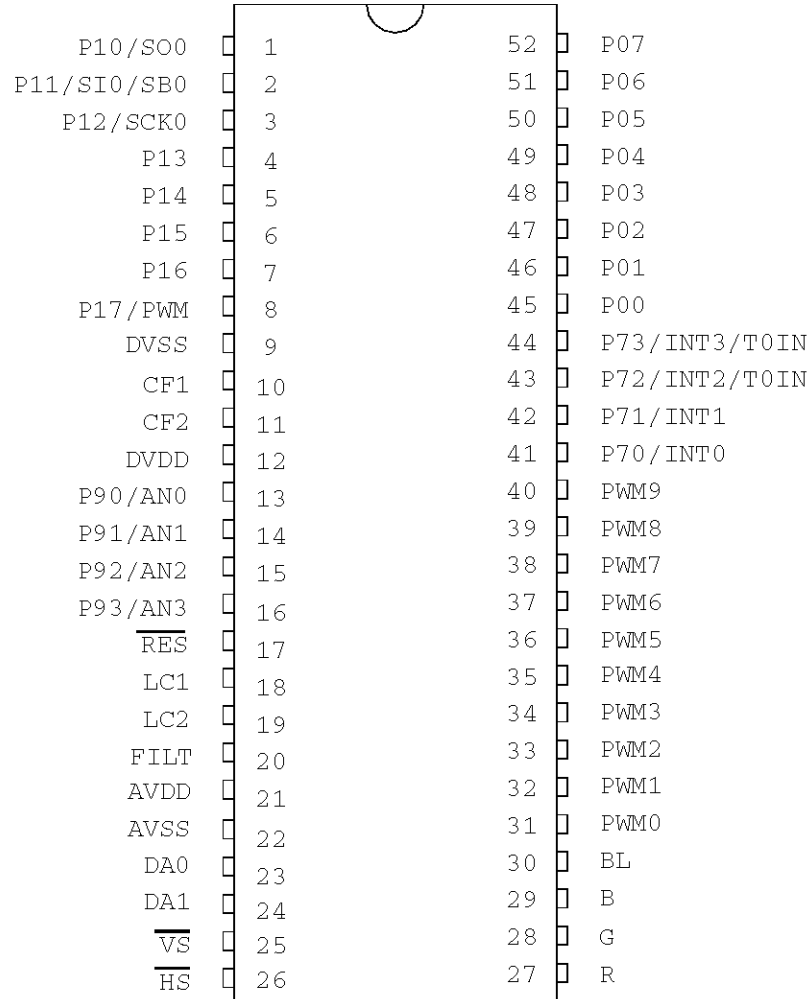 P10/SO0 1 52 P07
P11/SI0/SB0 2 51 P06
P12/SCK0 3 50 P05
P13 4 49 P04
P14 5 48 P03
P15 6 47 P02
P16 7 46 P01
P17/PWM 8 45 P00
DVSS 9 44 P73/INT3/T0IN
CF1 10 43 P72/INT2/T0IN
CF2 11 42 P71/INT1
DVDD 12 41 P70/INT0
P90/AN0 13 40 PWM9
P91/AN1 14 39 PWM8
P92/AN2 15 38 PWM7
P93/AN3 16 37 PWM6
RES 17 36 PWM5
LC1 18 35 PWM4
LC2 19 34 PWM3
FILT 20 33 PWM2
AVDD 21 32 PWM1
AVSS 22 31 PWM0
DA0 23 30 BL
DA1 24 29 B
VS 25 28 G
HS 26 27 R